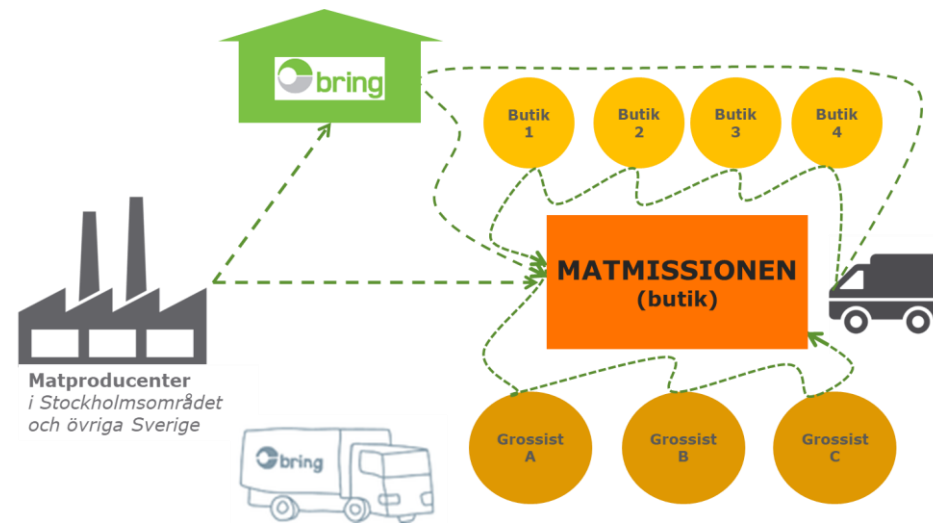 bring
Butik
1
Butik
2
Butik
3
Butik
4
MATMISSIONEN
(butik)
Matproducenter
i Stockholmsområdet
och övriga Sverige
bring
Grossist
A
Grossist
B
Grossist
C